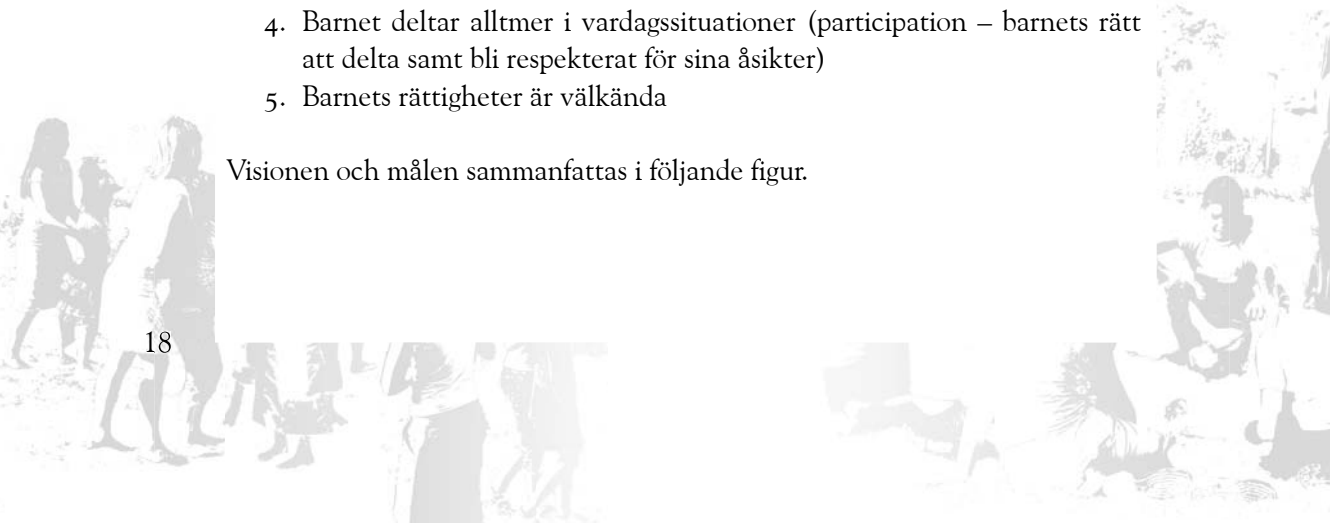 4. Barnet deltar alltmer i vardagssituationer (participation – barnets rätt
att delta samt bli respekterat för sina åsikter)
5. Barnets rättigheter är välkända
Visionen och målen sammanfattas i följande figur.
18